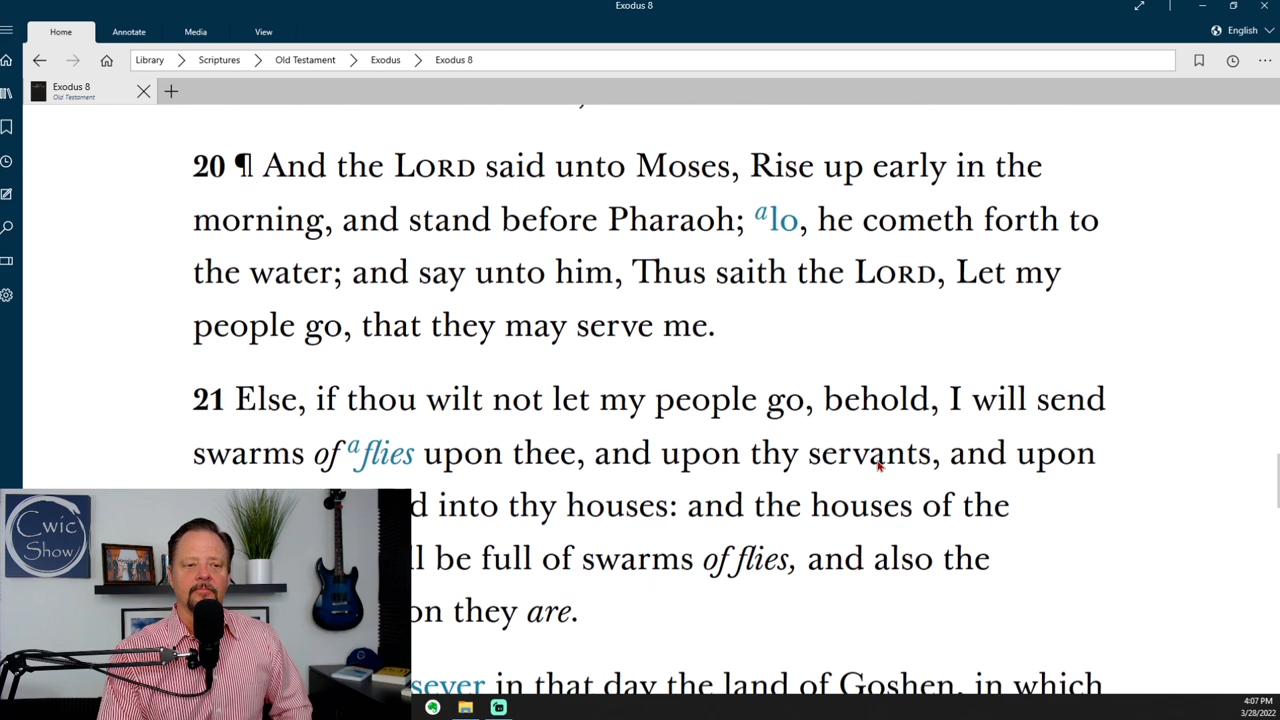 Exodus 8
Home Annotate Media View
English
Library Scriptures Old Testament Exodus Exodus 8
Exodus 8
Old Testament
20 ¶ And the LORD said unto Moses, Rise up early in the
morning, and stand before Pharaoh; a lo, he cometh forth to
the water; and say unto him, Thus saith the LORD, Let my
people go, that they may serve me.
21 Else, if thou wilt not let my people go, behold, I will send
swarms of a flies upon thee, and upon thy servants, and upon
d into thy houses: and the houses of the
ll be full of swarms of flies, and also the
on they are.
sever in that day the land of Goshen, in which
Cwic
Show
4:07 PM
3/28/2022